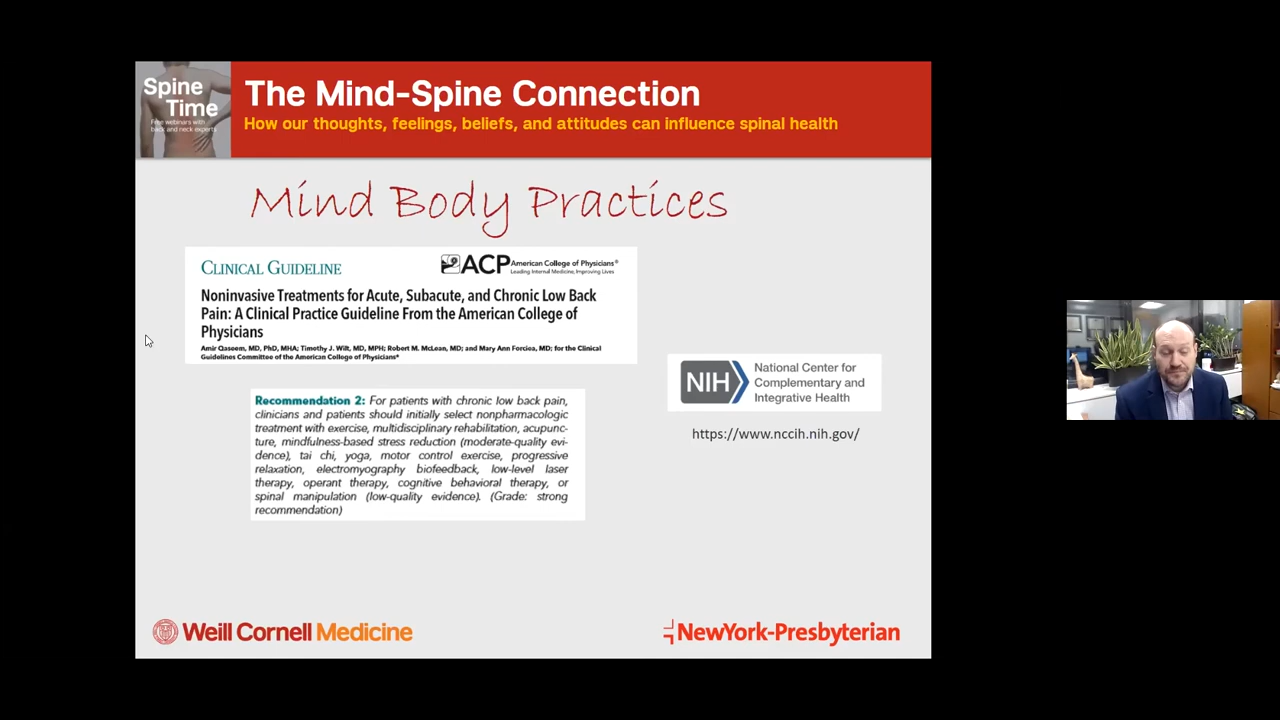 Spine
Time
Free webinars with
back and neck experts
The Mind-Spine Connection
How our thoughts, feelings, beliefs, and attitudes can influence spinal health
Mind Body Practices
CLINICAL GUIDELINE
ACP American College of Physicians®
Leading Internal Medicine, Improving Lives
Noninvasive Treatments for Acute, Subacute, and Chronic Low Back
Pain: A Clinical Practice Guideline From the American College of
Physicians
Amir Qaseem, MD, PhD, MHA; Timothy J. Wilt, MD, MPH; Robert M. McLean, MD; and Mary Ann Forciea, MD; for the Clinical
Guidelines Committee of the American College of Physicians*
Recommendation 2: For patients with chronic low back pain,
clinicians and patients should initially select nonpharmacologic
treatment with exercise, multidisciplinary rehabilitation, acupunc-
ture, mindfulness-based stress reduction (moderate-quality evi-
dence), tai chi, yoga, motor control exercise, progressive
relaxation, electromyography biofeedback, low-level laser
therapy, operant therapy, cognitive behavioral therapy, or
spinal manipulation (low-quality evidence). (Grade: strong
recommendation)
NIH
National Center for
Complementary and
Integrative Health
https://www.nccih.nih.gov/
Weill Cornell Medicine
NewYork-Presbyterian